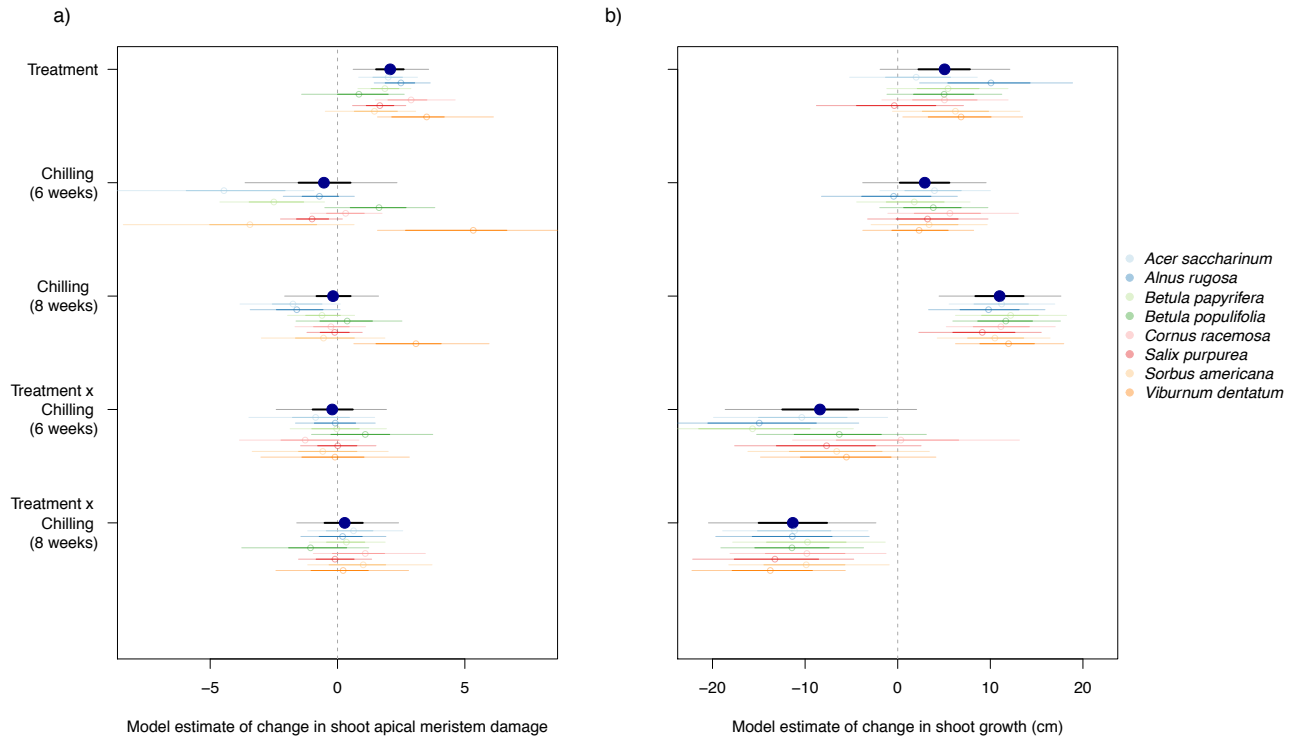 a)
b)
Treatment
Chilling
(6 weeks)
Chilling
(8 weeks)
Treatment x
Chilling
(6 weeks)
Treatment x
Chilling
(8 weeks)
−5
0
5
Model estimate of change in shoot apical meristem damage
−20
−10
0
10
20
Model estimate of change in shoot growth (cm)
Acer saccharinum
Alnus rugosa
Betula papyrifera
Betula populifolia
Cornus racemosa
Salix purpurea
Sorbus americana
Viburnum dentatum